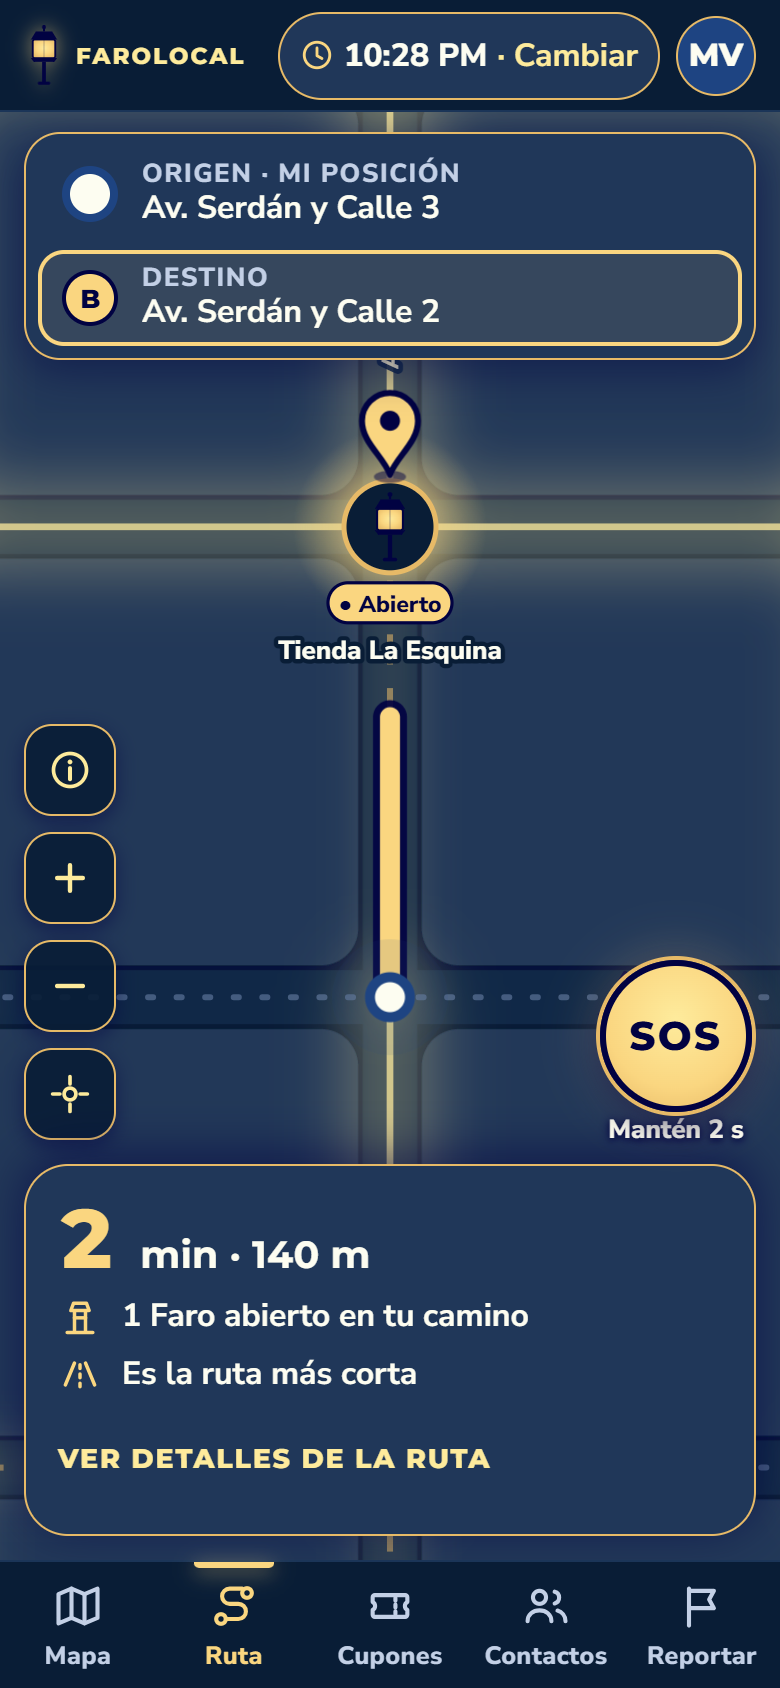 FAROLOCAL
10:28 PM · Cambiar
MV
ORIGEN · MI POSICIÓN
Av. Serdán y Calle 3
B
DESTINO
Av. Serdán y Calle 2
• Abierto
Tienda La Esquina
SOS
Mantén 2 s
2 min · 140 m
1 Faro abierto en tu camino
Es la ruta más corta
VER DETALLES DE LA RUTA
Mapa
Ruta
Cupones
Contactos
Reportar